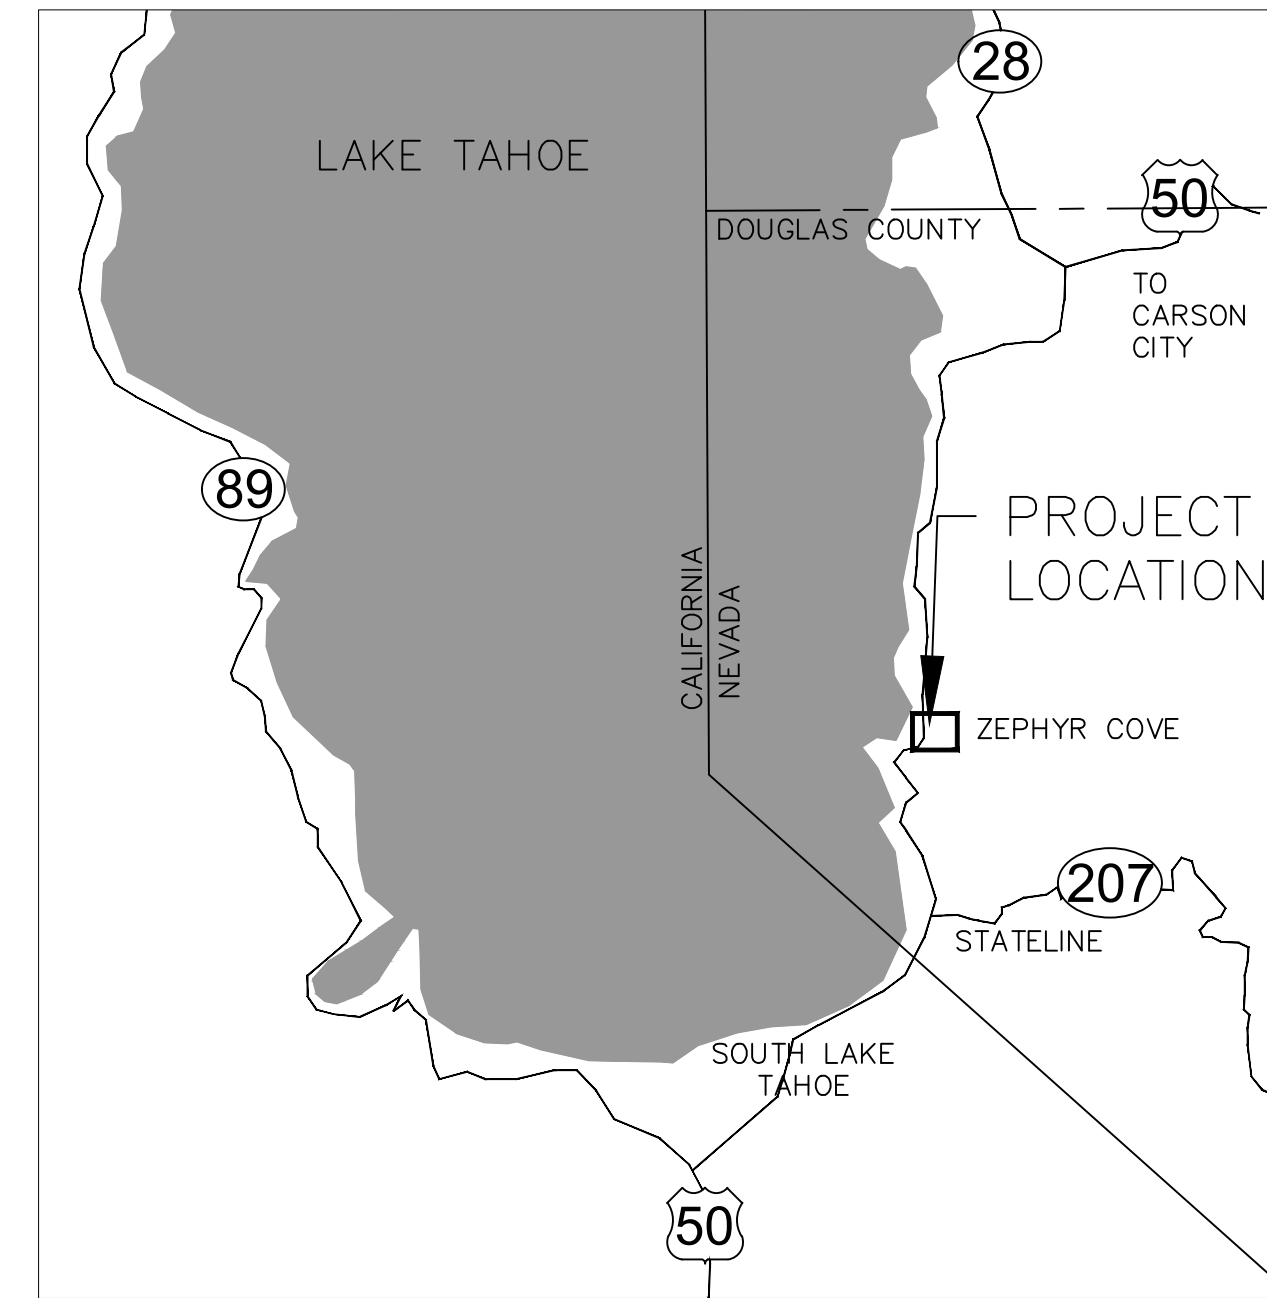 28
LAKE TAHOE
50
DOUGLAS COUNTY
TO
CARSON
CITY
89
PROJECT
LOCATION
CALIFORNIA
NEVADA
ZEPHYR COVE
207
STATELINE
SOUTH LAKE
TAHOE
50